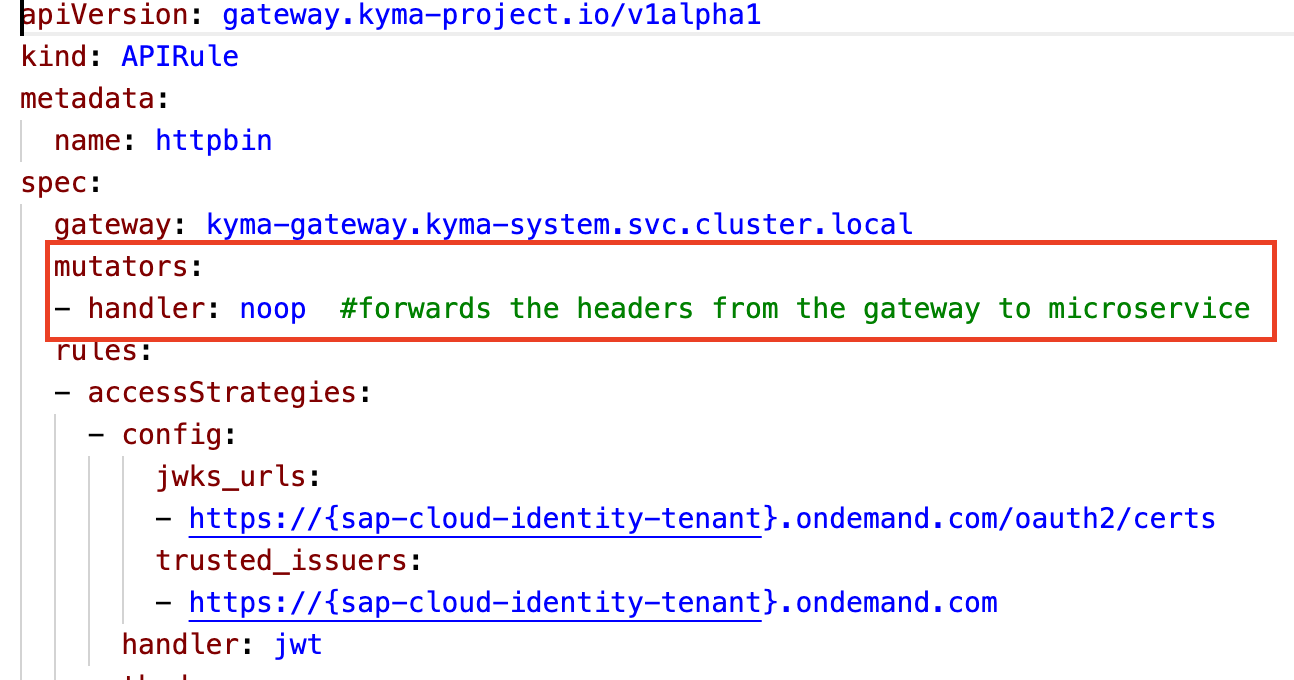 apiVersion: gateway.kyma-project.io/v1alpha1
kind: APIRule
metadata:
  name: httpbin
spec:
  gateway: kyma-gateway.kyma-system.svc.cluster.local
  mutators:
  - handler: noop  #forwards the headers from the gateway to microservice
  rules:
  - accessStrategies:
    - config:
        jwks_urls:
        - https://{sap-cloud-identity-tenant}.ondemand.com/oauth2/certs
        trusted_issuers:
        - https://{sap-cloud-identity-tenant}.ondemand.com
      handler: jwt